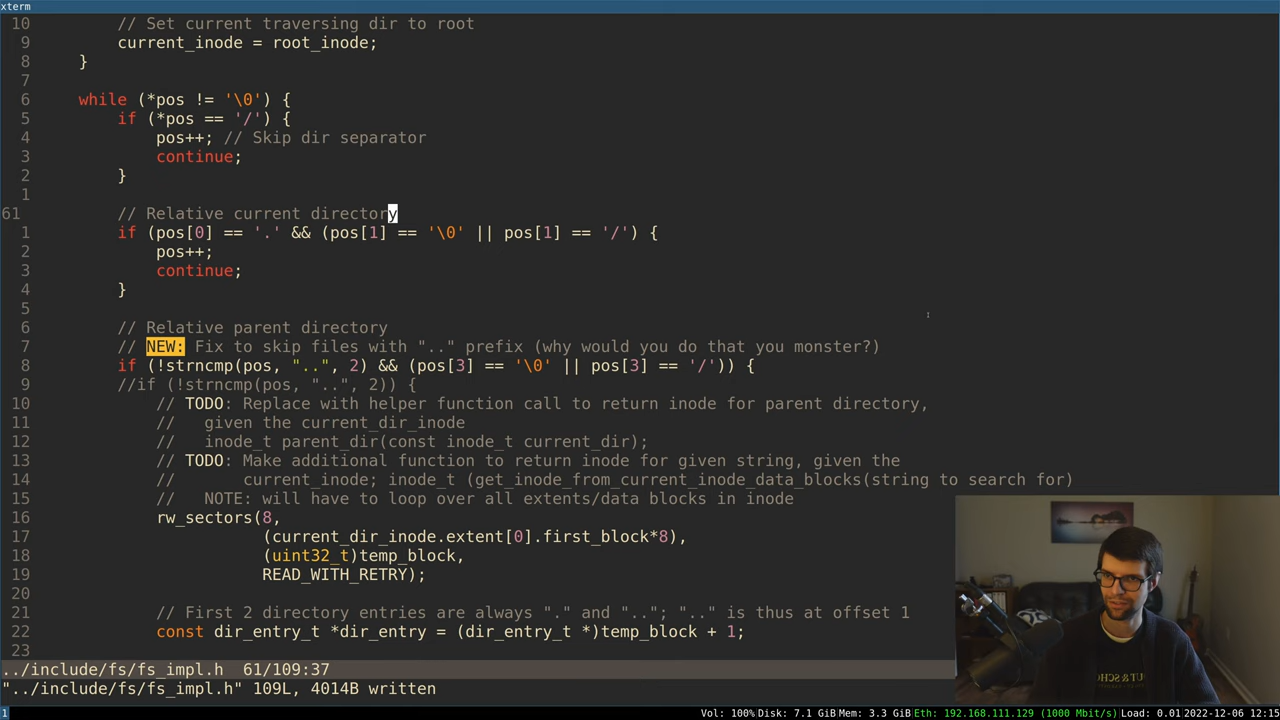 xterm
10 // Set current traversing dir to root
9 current_inode = root_inode;
8 }
7
6 while (*pos != '\0') {
5 if (*pos == '/') {
4 pos++; // Skip dir separator
3 continue;
2 }
1
61 // Relative current directory
1 if (pos[0] == '.' && (pos[1] == '\0' || pos[1] == '/') {
2 pos++;
3 continue;
4 }
5
6 // Relative parent directory
7 // NEW: Fix to skip files with ".." prefix (why would you do that you monster?)
8 if (!strncmp(pos, "..", 2) && (pos[3] == '\0' || pos[3] == '/')) {
9 //if (!strncmp(pos, "..", 2)) {
10 // TODO: Replace with helper function call to return inode for parent directory,
11 // given the current_dir_inode
12 // inode_t parent_dir(const inode_t current_dir);
13 // TODO: Make additional function to return inode for given string, given the
14 // current_inode; inode_t (get_inode_from_current_inode_data_blocks(string to search for)
15 // NOTE: will have to loop over all extents/data blocks in inode
16 rw_sectors(8,
17 (current_dir_inode.extent[0].first_block*8),
18 (uint32_t)temp_block,
19 READ_WITH_RETRY);
20
21 // First 2 directory entries are always "." and ".."; ".." is thus at offset 1
22 const dir_entry_t *dir_entry = (dir_entry_t *)temp_block + 1;
23
../include/fs/fs_impl.h 61/109:37
"../include/fs/fs_impl.h" 109L, 4014B written
1 Vol: 100% Disk: 7.1 GiB Mem: 3.3 GiB Eth: 192.168.111.129 (1000 Mbit/s) Load: 0.01 2022-12-06 12:15